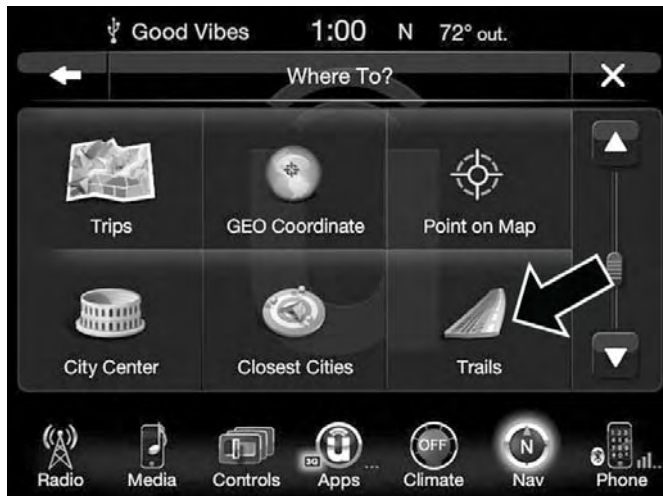 Good Vibes 1:00 N 72° out.
Where To?
Trips GEO Coordinate Point on Map
City Center Closest Cities Trails
3G OFF N
Radio Media Controls Apps ... Climate Nav Phone